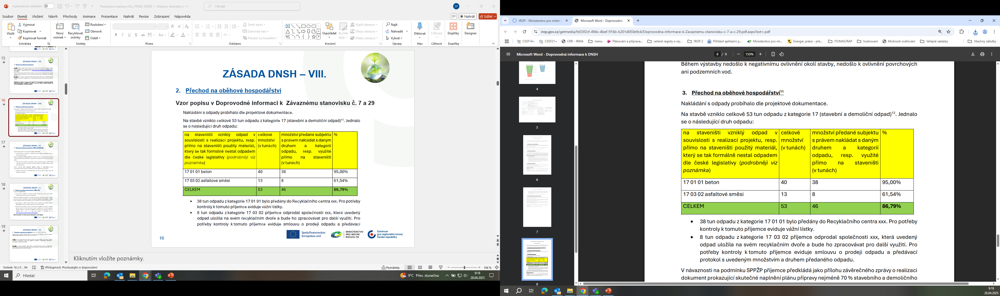 Automatické ukládání
Prezentace realizace ALL_FINAL VERZE • Uloženo: Jednotka L:
Hledat
SP
Soubor Domů Vložení Návrh Přechody Animace Prezentace Nahrát Revize Zobrazení Nápověda
Nahrát
Sdílet
Vložit
Vyjmout
Kopírovat
Kopírovat formát
Schránka
Nový snímek
Recyklovat snímky
Rozložení
Obnovit
Oddíl
Snímky
Písmo
Směr textu
Zarovnat text
Převést na SmartArt
Odstavec
Uspořádat
Rychlé styly
Výplň obrazce
Obrys obrazce
Efekty obrazce
Kreslení
Najít
Nahradit
Vybrat
Úpravy
Diktovat
Hlas
Citlivost
Citlivost
Doplňky
Doplňky
Designer
15
16
17
18
19
ZÁSADA DNSH – VIII.
2. Přechod na oběhové hospodářství
Vzor popisu v Doprovodné informaci k Závaznému stanovisku č. 7 a 29
Nakládání s odpady probíhalo dle projektové dokumentace.
Na stavbě vzniklo celkově 53 tun odpadu z kategorie 17 (stavební a demoliční odpad)¹². Jednalo
se o následující druh odpadu:
na staveništi vzniklý odpad v souvislosti s realizací projektu, resp. přímo na staveništi použitý materiál, který se tak formálně nestal odpadem dle české legislativy (podrobněji viz poznámka)
celkové množství (v tunách)
množství předané subjektu s právem nakládat s daným druhem a kategorií odpadu, resp. využité přímo na staveništi (v tunách)
%
17 01 01 beton 40 38 95,00%
17 03 02 asfaltové směsi 13 8 61,54%
CELKEM 53 46 86,79%
• 38 tun odpadu z kategorie 17 01 01 bylo předány do Recyklačního centra xxx. Pro potřeby
kontroly k tomuto příjemce eviduje vážní lístky.
• 8 tun odpadu z kategorie 17 03 02 příjemce odprodal společnosti xxx, která uvedený
odpad uložila na svém recyklačním dvoře a bude ho zpracovávat pro další využití. Pro
potřeby kontroly k tomuto příjemce eviduje smlouvu o prodeji odpadu a předávací
16
Spolufinancováno
Evropskou unií
MINISTERSTVO
PRO MÍSTNÍ
ROZVOJ ČR
Centrum
pro regionální rozvoj
České republiky
Kliknutím vložíte poznámky.
Snímek 16 z 0 .. 94
Přístupnost: Prostudujte si doporučení
Poznámky
106 %
Hledat
9°C Přev. slunečno
9:18
28.04.2025
IROP - Ministerstvo pro místní
Microsoft Word - Doprovodná
irop.gov.cz/getmedia/fd33f2cf-494c-4bef-916b-b201d050e9c4/Doprovodna-informace-k-Zavaznemu-stanovisku-c-7-a-c-29.pdf.aspx?ext=.pdf
CSSF14+ CSSF21+ CRR - IRMA menu Plánování a příprava... veřené registy a rej... IROP 2 Přihlásit aplikační p... Ministerstvo pro mí... Energie, práce - pře... ITI/MAS/RAP hodnocení Možnosti ověřování Veřejné zakázky Všechny záložky
Microsoft Word - Doprovodná informace k DNSH
8 / 9
150%
4
5
6
7
8
Během výstavby nedošlo k negativnímu ovlivnění okolí stavby, nedošlo k ovlivnění povrchových
ani podzemních vod.
3. Přechod na oběhové hospodářství¹¹
Nakládání s odpady probíhalo dle projektové dokumentace.
Na stavbě vzniklo celkově 53 tun odpadu z kategorie 17 (stavební a demoliční odpad)¹². Jednalo
se o následující druh odpadu:
na staveništi vzniklý odpad v souvislosti s realizací projektu, resp. přímo na staveništi použitý materiál, který se tak formálně nestal odpadem dle české legislativy (podrobněji viz poznámka)
celkové množství (v tunách)
množství předané subjektu s právem nakládat s daným druhem a kategorií odpadu, resp. využité přímo na staveništi (v tunách)
%
17 01 01 beton 40 38 95,00%
17 03 02 asfaltové směsi 13 8 61,54%
CELKEM 53 46 86,79%
• 38 tun odpadu z kategorie 17 01 01 bylo předány do Recyklačního centra xxx. Pro potřeby
kontroly k tomuto příjemce eviduje vážní lístky.
• 8 tun odpadu z kategorie 17 03 02 příjemce odprodal společnosti xxx, která uvedený
odpad uložila na svém recyklačním dvoře a bude ho zpracovávat pro další využití. Pro
potřeby kontroly k tomuto příjemce eviduje smlouvu o prodeji odpadu a předávací
protokol s uvedeným množstvím a druhem předaného odpadu.
V návaznosti na podmínku SPPŽP příjemce předkládá jako přílohu závěrečného zprávy o realizaci
dokument prokazující skutečné naplnění plánu přípravy nejméně 70 % stavebního a demoličního
9:18
28.04.2025